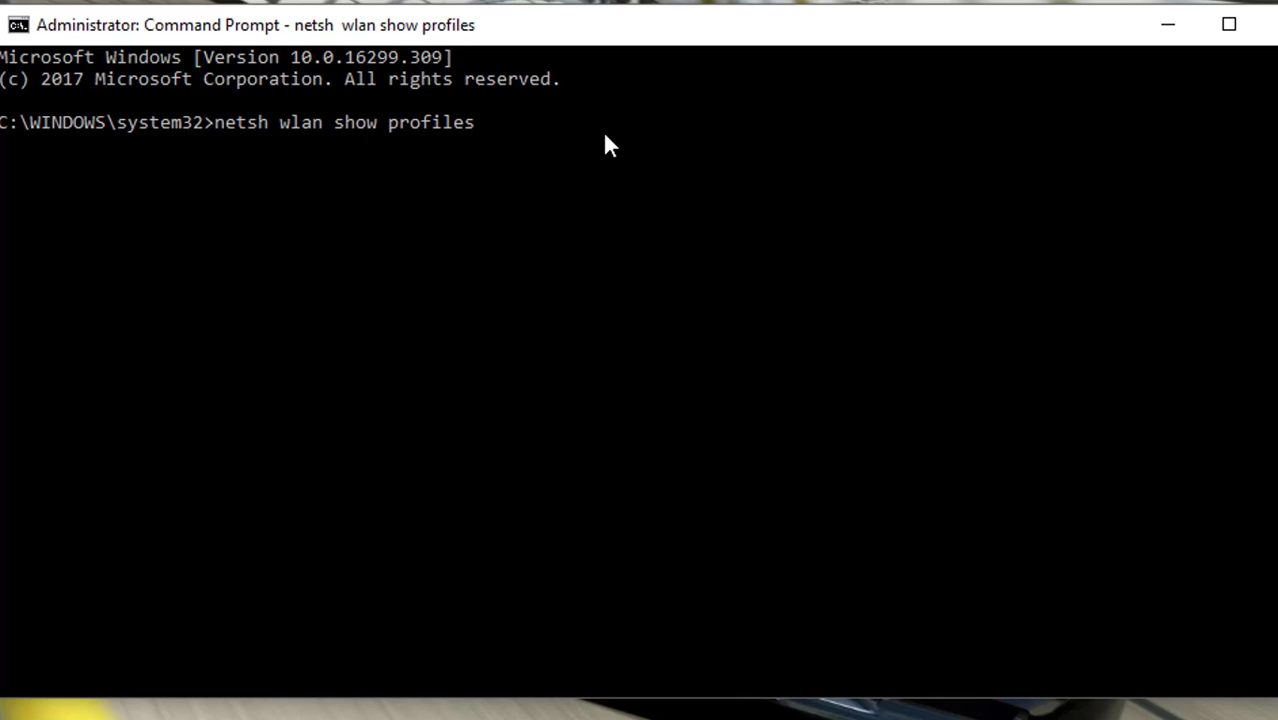 Administrator: Command Prompt - netsh  wlan show profiles
Microsoft Windows [Version 10.0.16299.309]
(c) 2017 Microsoft Corporation. All rights reserved.
C:\WINDOWS\system32>netsh wlan show profiles